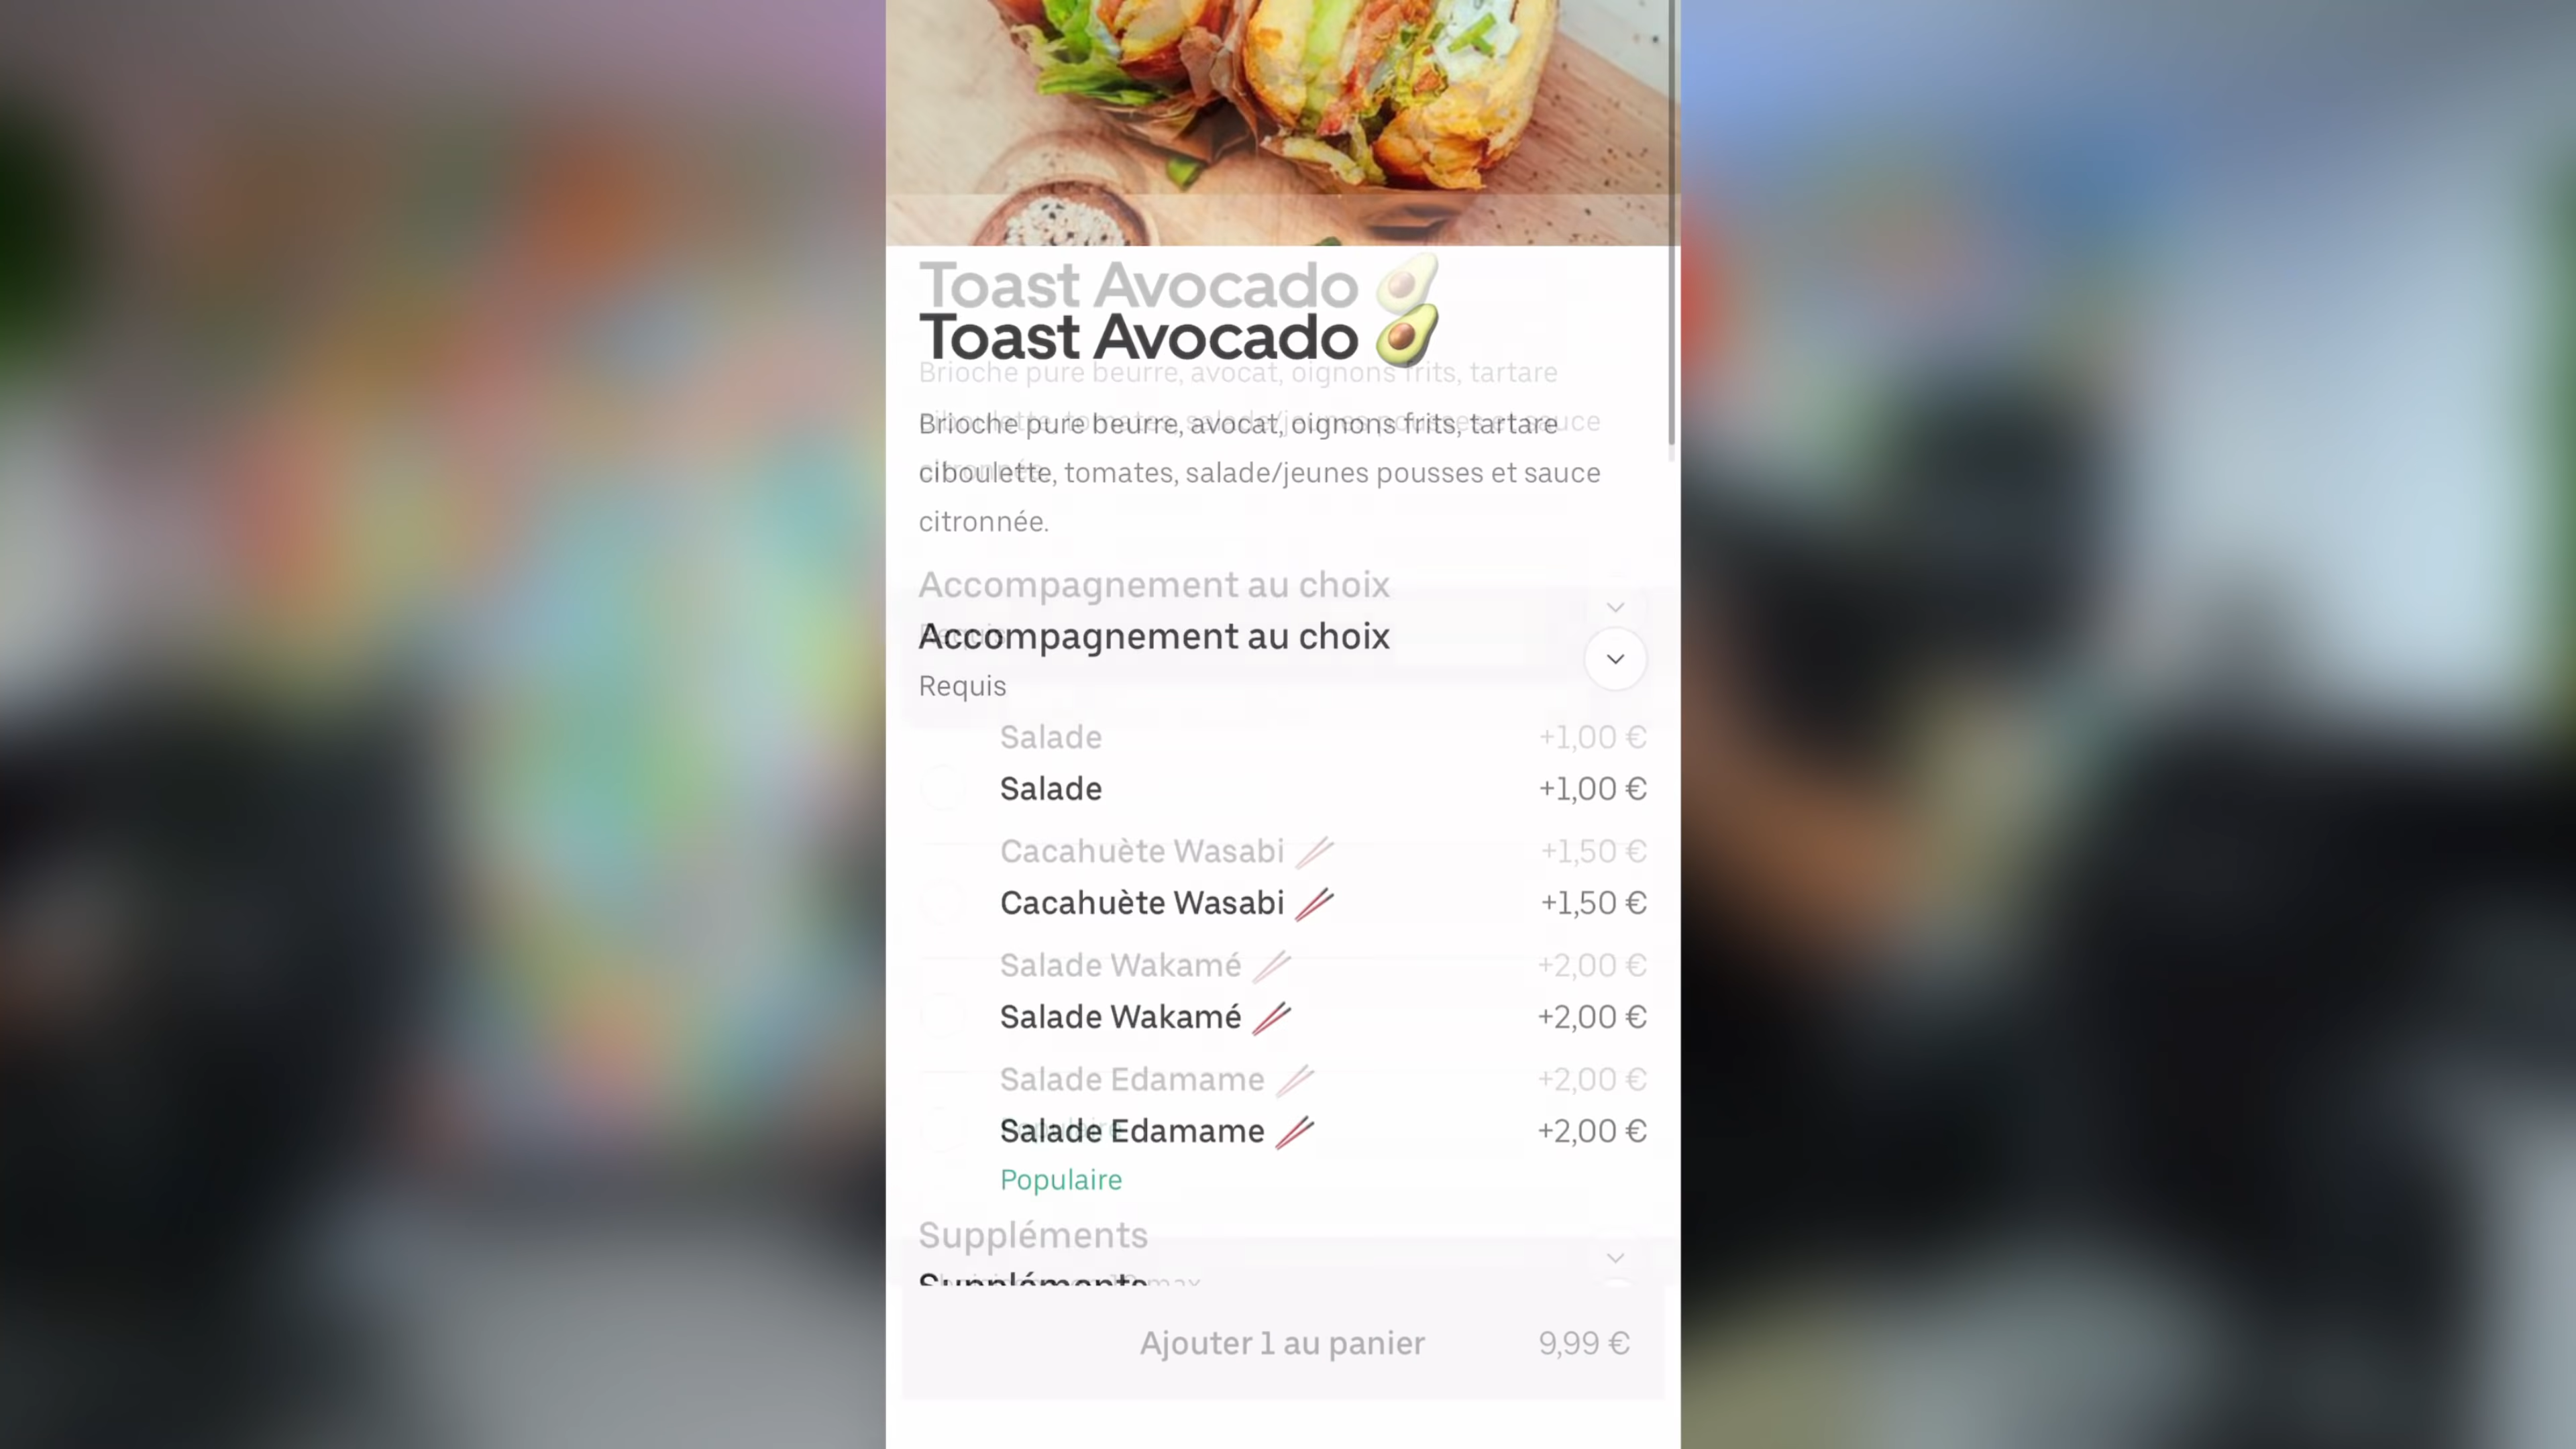 Toast Avocado 🥑
Brioche pure beurre, avocat, oignons frits, tartare
ciboulette, tomates, salade/jeunes pousses et sauce
citronnée.
Accompagnement au choix
Requis
Salade +1,00 €
Cacahuète Wasabi 🥢 +1,50 €
Salade Wakamé 🥢 +2,00 €
Salade Edamame 🥢 +2,00 €
Populaire
Suppléments
Ajouter 1 au panier 9,99 €